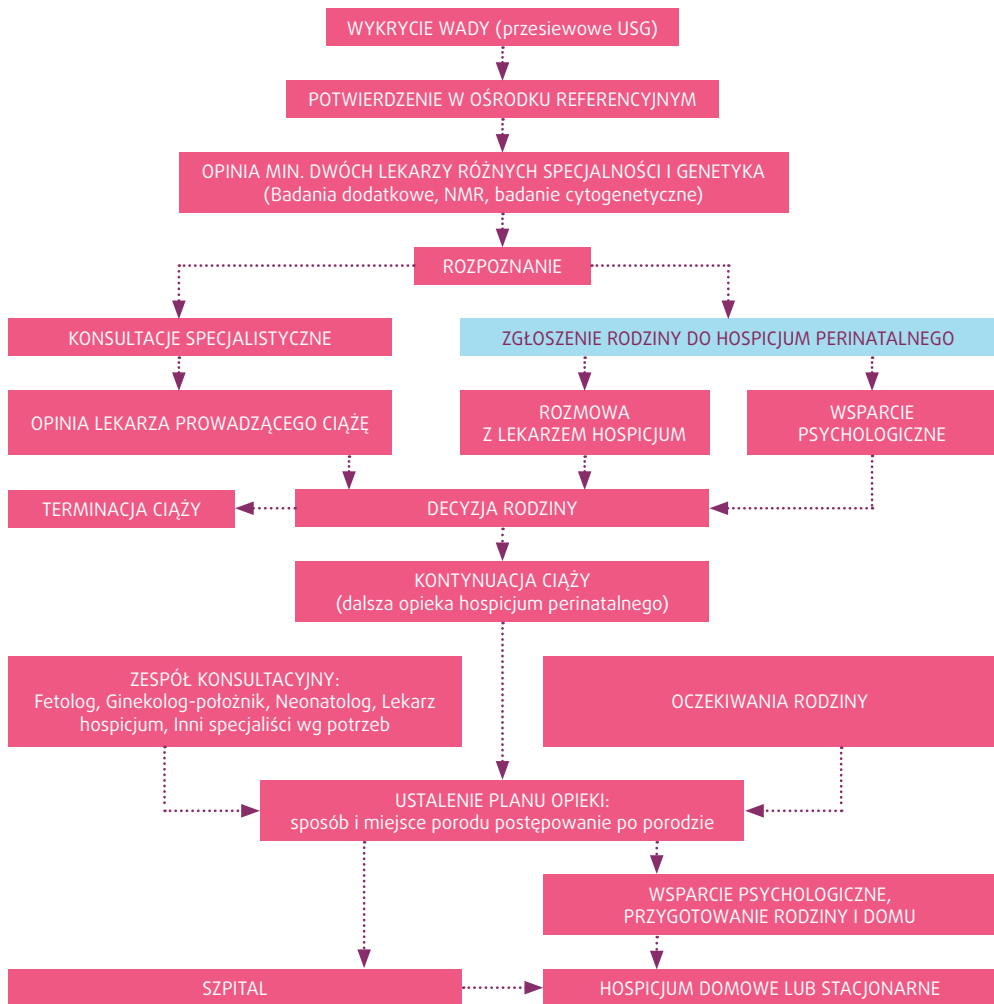 WYKRYCIE WADY (przesiewowe USG)
POTWIERDZENIE W OŚRODKU REFERENCYJNYM
OPINIA MIN. DWÓCH LEKARZY RÓŻNYCH SPECJALNOŚCI I GENETYKA
(Badania dodatkowe, NMR, badanie cytogenetyczne)
ROZPOZNANIE
KONSULTACJE SPECJALISTYCZNE
ZGŁOSZENIE RODZINY DO HOSPICJUM PERINATALNEGO
OPINIA LEKARZA PROWADZĄCEGO CIĄŻĘ
ROZMOWA
Z LEKARZEM HOSPICJUM
WSPARCIE
PSYCHOLOGICZNE
TERMINACJA CIĄŻY
DECYZJA RODZINY
KONTYNUACJA CIĄŻY
(dalsza opieka hospicjum perinatalnego)
ZESPÓŁ KONSULTACYJNY:
Fetolog, Ginekolog-położnik, Neonatolog, Lekarz
hospicjum, Inni specjaliści wg potrzeb
OCZEKIWANIA RODZINY
USTALENIE PLANU OPIEKI:
sposób i miejsce porodu postępowanie po porodzie
WSPARCIE PSYCHOLOGICZNE,
PRZYGOTOWANIE RODZINY I DOMU
SZPITAL
HOSPICJUM DOMOWE LUB STACJONARNE